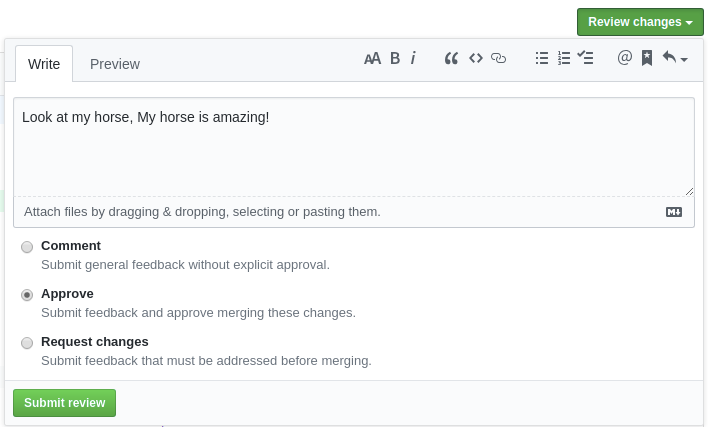 Review changes
Write
Preview
AA B i
@
Look at my horse, My horse is amazing!
Attach files by dragging & dropping, selecting or pasting them.
M
Comment
Submit general feedback without explicit approval.
Approve
Submit feedback and approve merging these changes.
Request changes
Submit feedback that must be addressed before merging.
Submit review